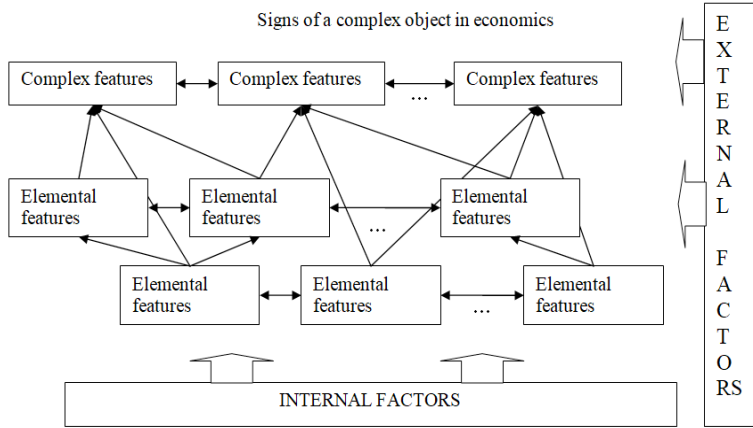 Signs of a complex object in economics
Complex features
Complex features
...
Complex features
Elemental
features
Elemental
features
...
Elemental
features
Elemental
features
Elemental
features
...
Elemental
features
INTERNAL FACTORS
E
X
T
E
R
N
A
L
F
A
C
T
O
RS